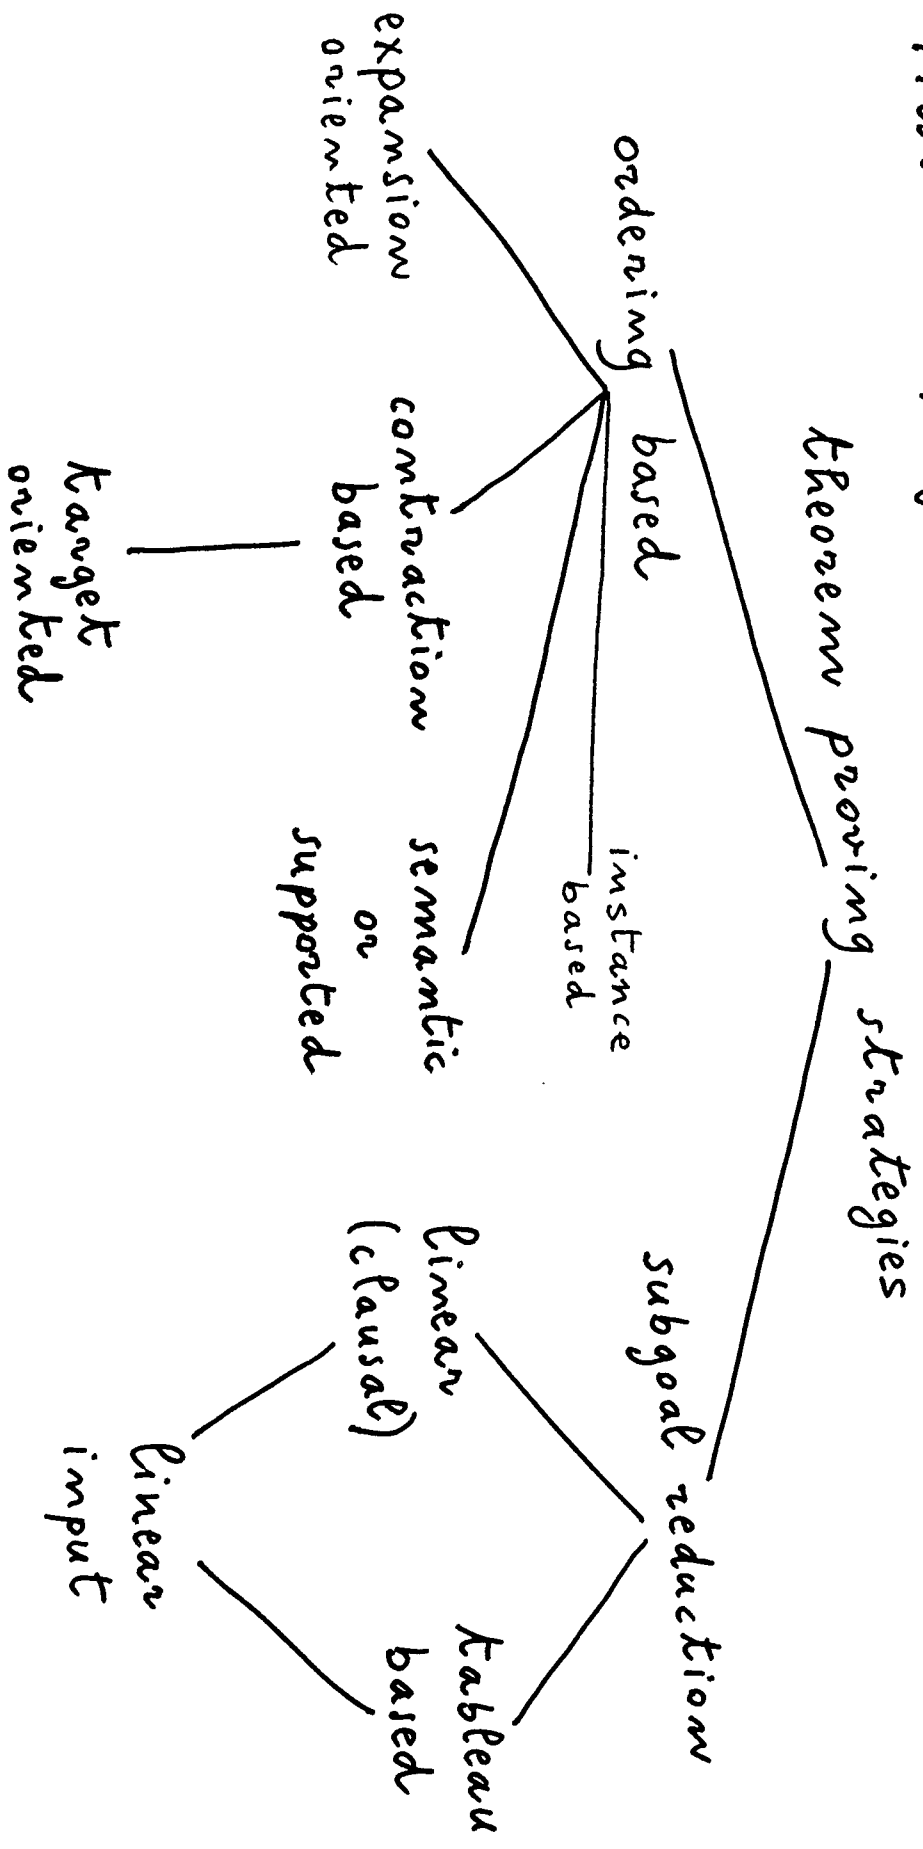 theorem proving strategies
ordering based
subgoal reduction
instance
based
expansion
oriented
contraction
based
semantic
or
supported
linear
(clausal)
tableau
based
target
oriented
linear
input